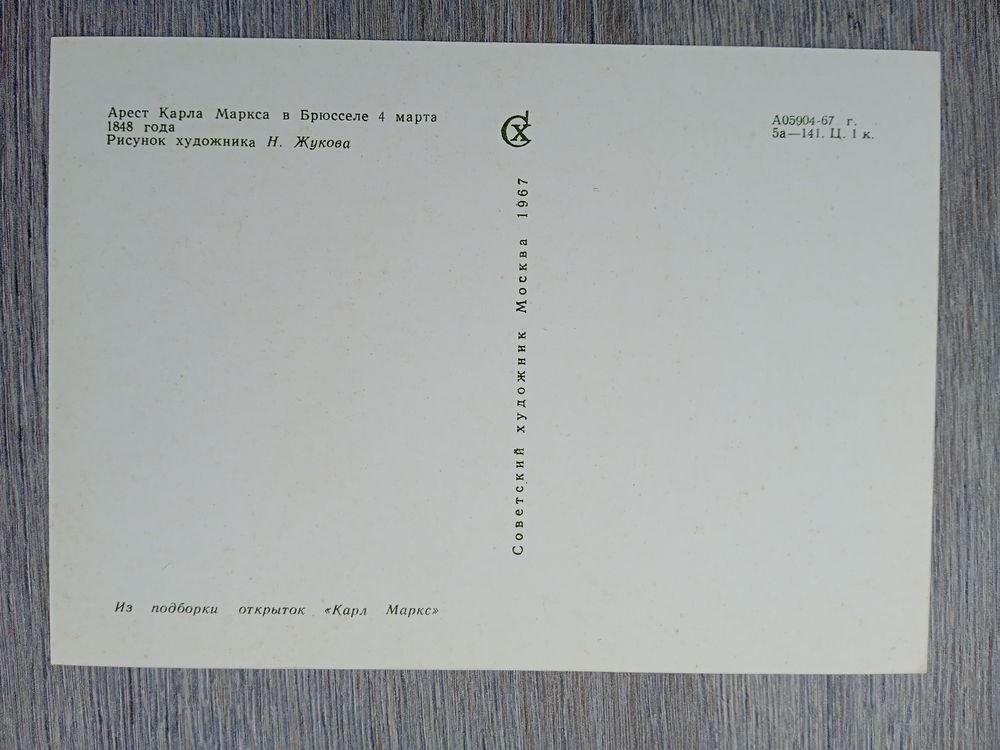 Арест Карла Маркса в Брюсселе 4 марта
1848 года
Рисунок художника Н. Жукова
СХ
А05904-67 г.
5а—141. Ц. 1 к.
Советский художник Москва 1967
Из подборки открыток «Карл Маркс»